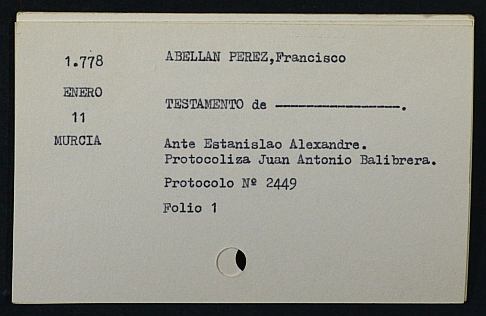 1.778
ABELLAN PEREZ,Francisco
ENERO
11
MURCIA
TESTAMENTO de ----------------.
Ante Estanislao Alexandre.
Protocoliza Juan Antonio Balibrera.
Protocolo Nº 2449
Folio 1